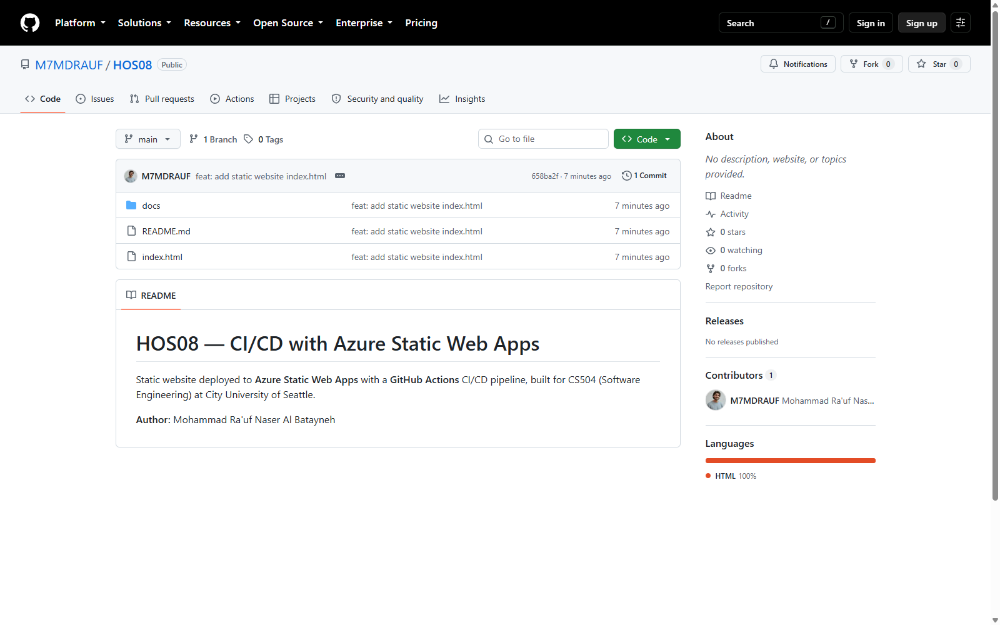 Platform Solutions Resources Open Source Enterprise Pricing Search / Sign in Sign up
M7MDRAUF / HOS08 Public Notifications Fork 0 Star 0
Code Issues Pull requests Actions Projects Security and quality Insights
main 1 Branch 0 Tags Go to file Code
M7MDRAUF feat: add static website index.html 658ba2f · 7 minutes ago 1 Commit
docs feat: add static website index.html 7 minutes ago
README.md feat: add static website index.html 7 minutes ago
index.html feat: add static website index.html 7 minutes ago
README
HOS08 — CI/CD with Azure Static Web Apps
Static website deployed to Azure Static Web Apps with a GitHub Actions CI/CD pipeline, built for CS504 (Software
Engineering) at City University of Seattle.
Author: Mohammad Ra'uf Naser Al Batayneh
About
No description, website, or topics
provided.
Readme
Activity
0 stars
0 watching
0 forks
Report repository
Releases
No releases published
Contributors 1
M7MDRAUF Mohammad Ra'uf Nas...
Languages
HTML 100%